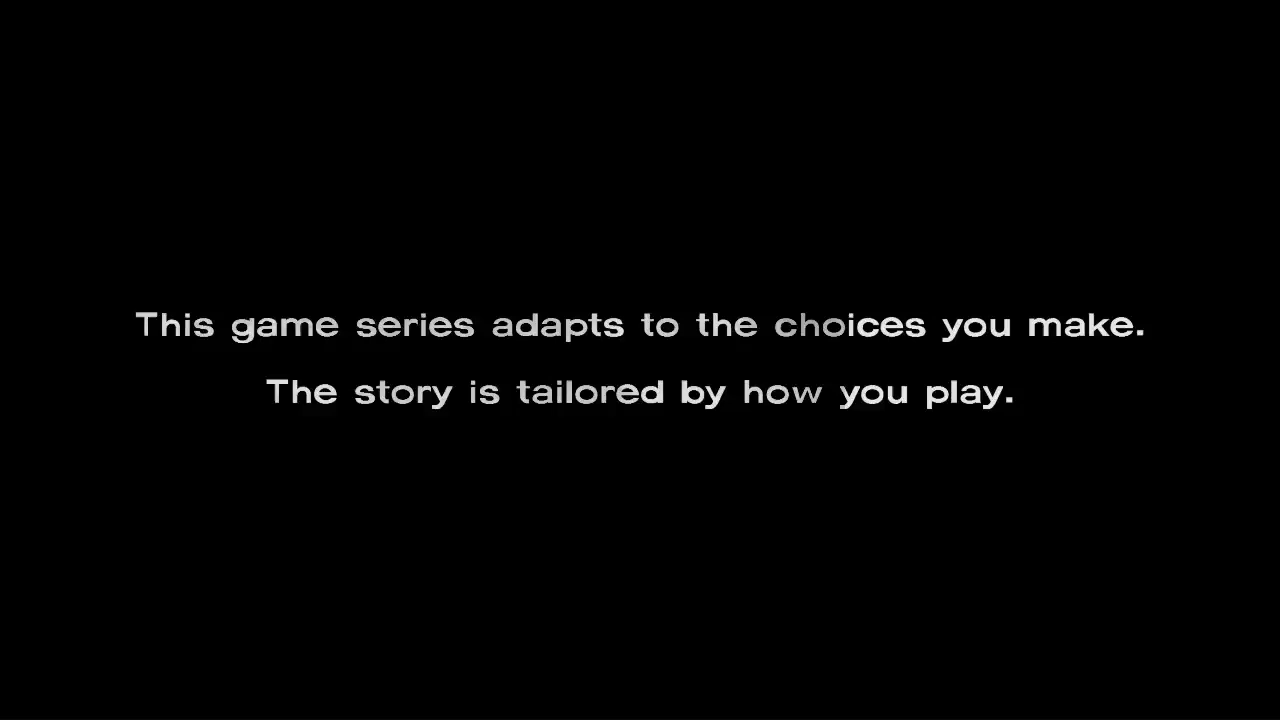 This game series adapts to the choices you make.
The story is tailored by how you play.